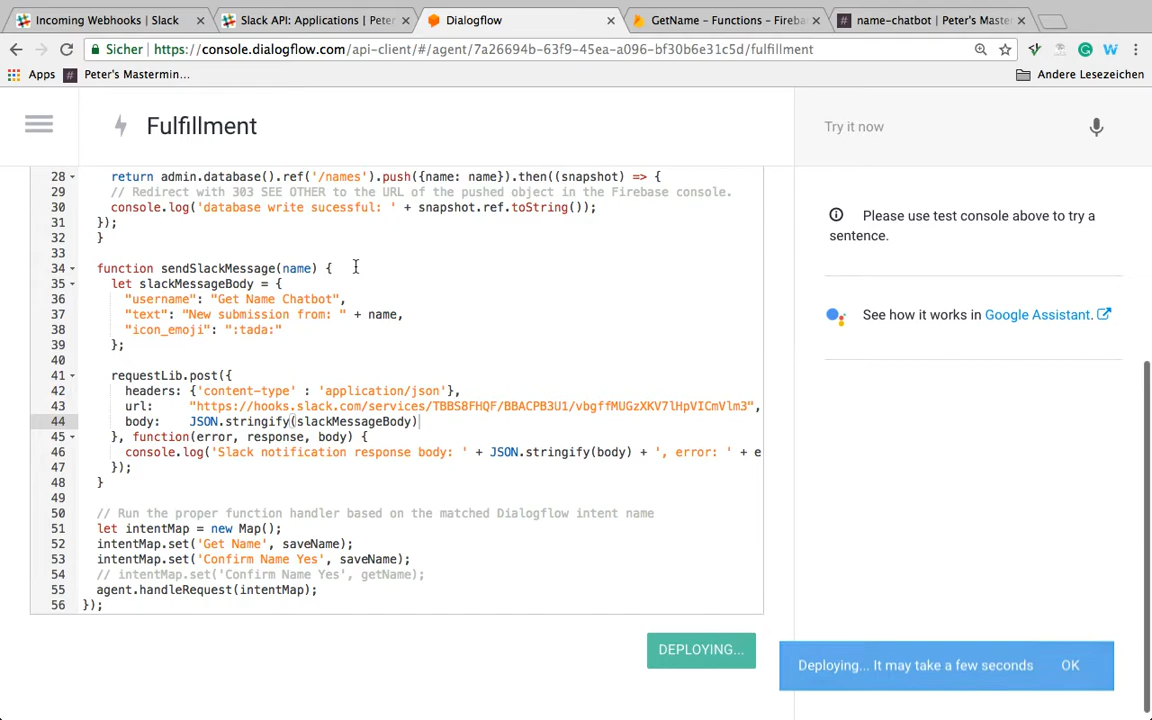 Incoming Webhooks | Slack
Slack API: Applications | Peter
Dialogflow
GetName – Functions – Fireba
name-chatbot | Peter's Master
Sicher | https://console.dialogflow.com/api-client/#/agent/7a26694b-63f9-45ea-a096-bf30b6e31c5d/fulfillment
Apps Peter's Mastermin... Andere Lesezeichen
Fulfillment
Try it now
28 return admin.database().ref('/names').push({name: name}).then((snapshot) => {
29 // Redirect with 303 SEE OTHER to the URL of the pushed object in the Firebase console.
30 console.log('database write sucessful: ' + snapshot.ref.toString());
31 });
32 }
33
34 function sendSlackMessage(name) {
35 let slackMessageBody = {
36 "username": "Get Name Chatbot",
37 "text": "New submission from: " + name,
38 "icon_emoji": ":tada:"
39 };
40
41 requestLib.post({
42 headers: {'content-type' : 'application/json'},
43 url: "https://hooks.slack.com/services/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",
44 body: JSON.stringify(slackMessageBody)
45 }, function(error, response, body) {
46 console.log('Slack notification response body: ' + JSON.stringify(body) + ', error: ' + e
47 });
48 }
49
50 // Run the proper function handler based on the matched Dialogflow intent name
51 let intentMap = new Map();
52 intentMap.set('Get Name', saveName);
53 intentMap.set('Confirm Name Yes', saveName);
54 // intentMap.set('Confirm Name Yes', getName);
55 agent.handleRequest(intentMap);
56 });
Please use test console above to try a
sentence.
See how it works in Google Assistant.
DEPLOYING...
Deploying... It may take a few seconds OK